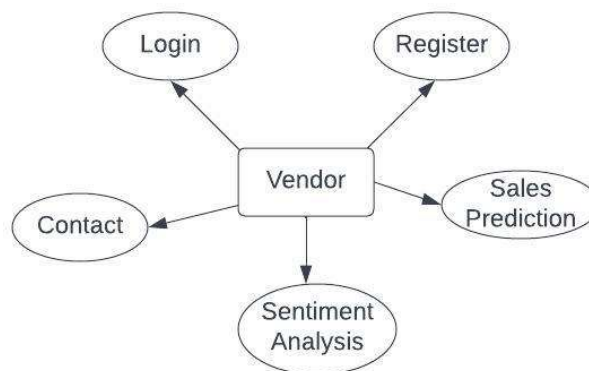 Login
Register
Vendor
Sales
Prediction
Contact
Sentiment
Analysis